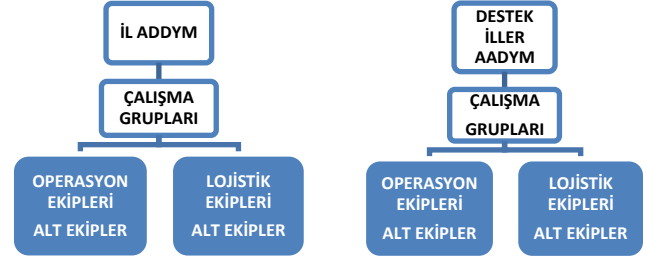 İL ADDYM
ÇALIŞMA
GRUPLARI
OPERASYON
EKİPLERİ
ALT EKİPLER
LOJİSTİK
EKİPLERİ
ALT EKİPLER
DESTEK
İLLER
AADYM
ÇALIŞMA
GRUPLARI
OPERASYON
EKİPLERİ
ALT EKİPLER
LOJİSTİK
EKİPLERİ
ALT EKİPLER